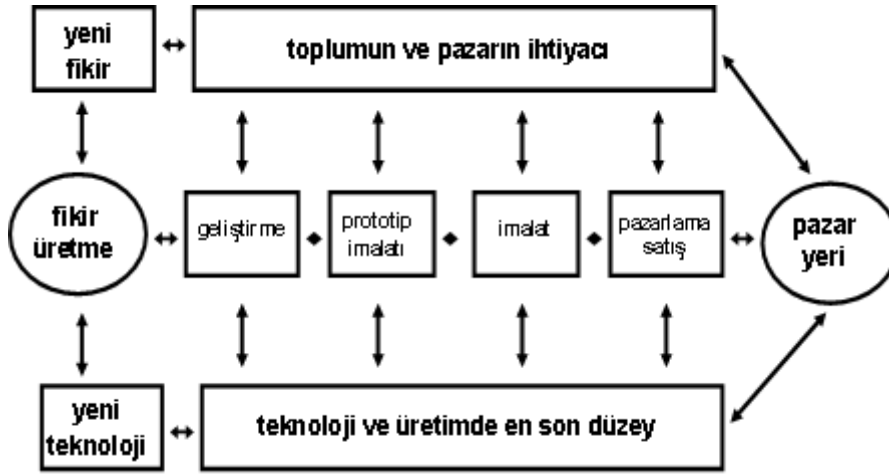 yeni
fikir
toplumun ve pazarın ihtiyacı
fikir
üretme
geliştirme
prototip
imalatı
imalat
pazarlama
satış
pazar
yeri
yeni
teknoloji
teknoloji ve üretimde en son düzey